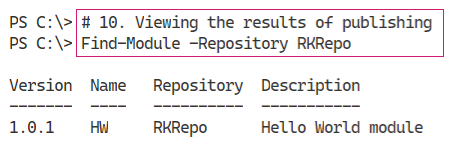 PS C:\> # 10. Viewing the results of publishing
PS C:\> Find-Module -Repository RKRepo
Version Name Repository Description
------- ---- ---------- -----------
1.0.1 HW RKRepo Hello World module